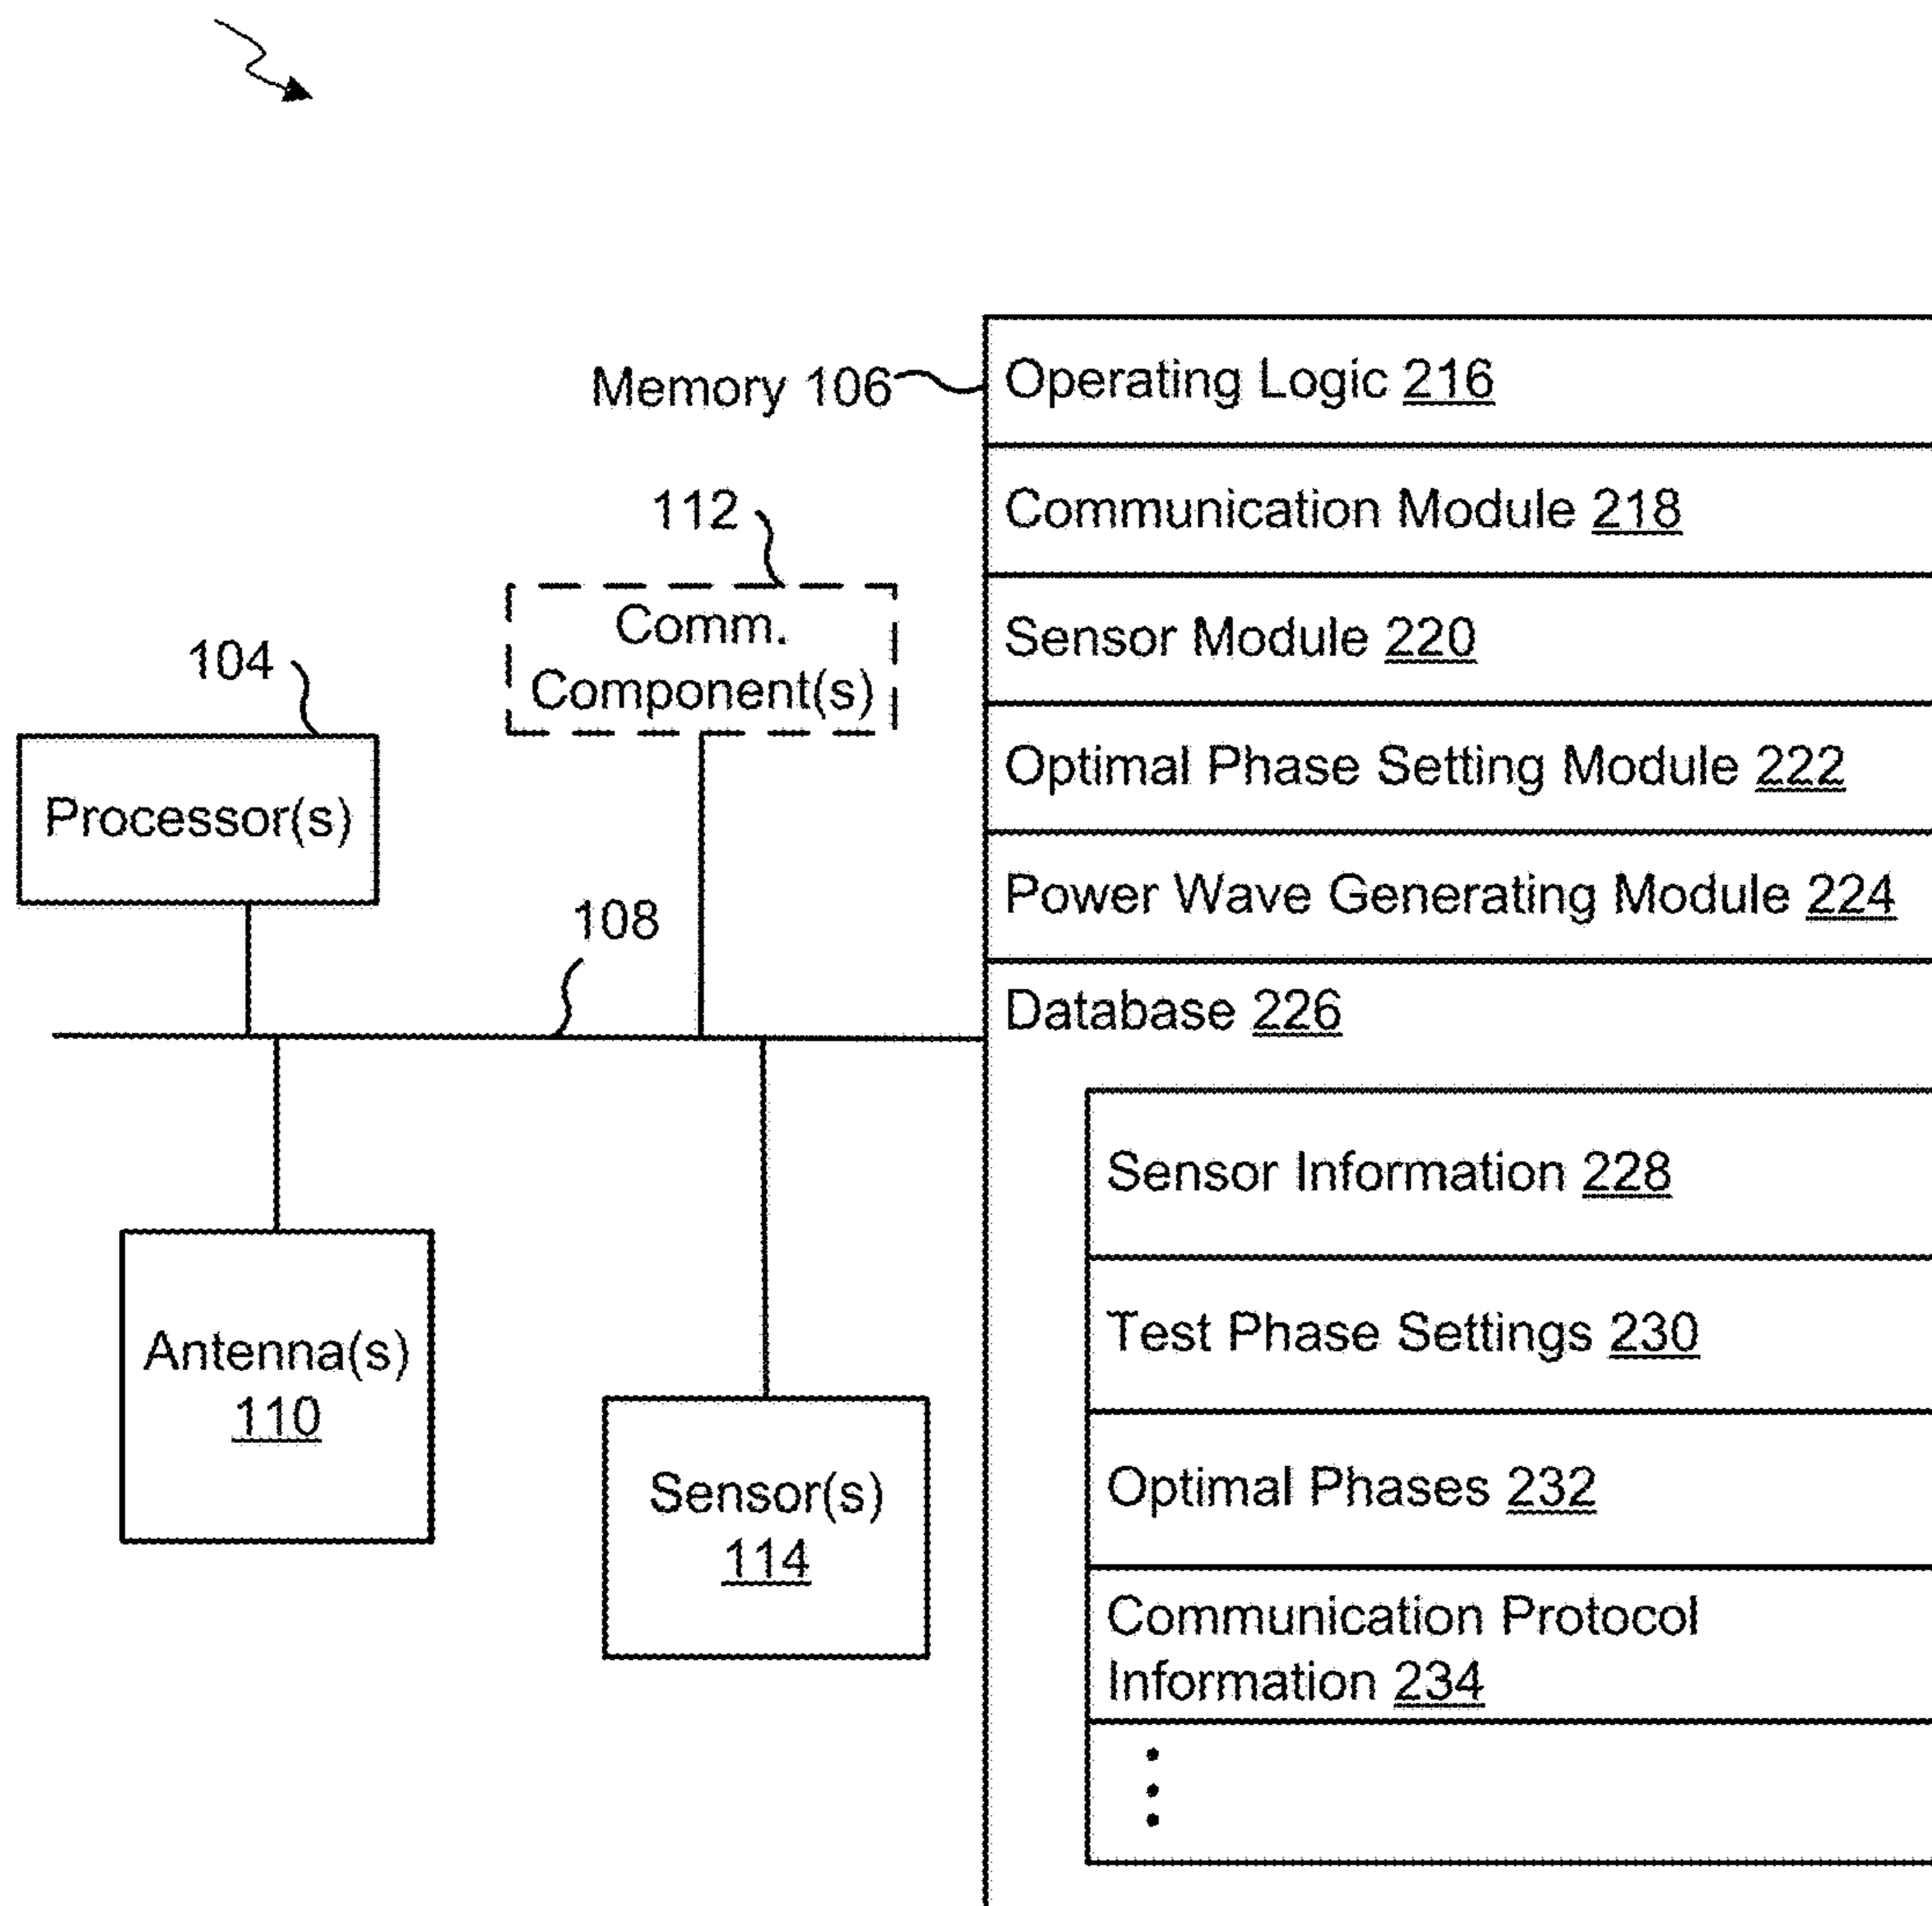 Memory 106
Operating Logic 216
Communication Module 218
Sensor Module 220
Optimal Phase Setting Module 222
Power Wave Generating Module 224
Database 226
Sensor Information 228
Test Phase Settings 230
Optimal Phases 232
Communication Protocol
Information 234
112
Comm.
Component(s)
104
Processor(s)
108
Antenna(s)
110
Sensor(s)
114